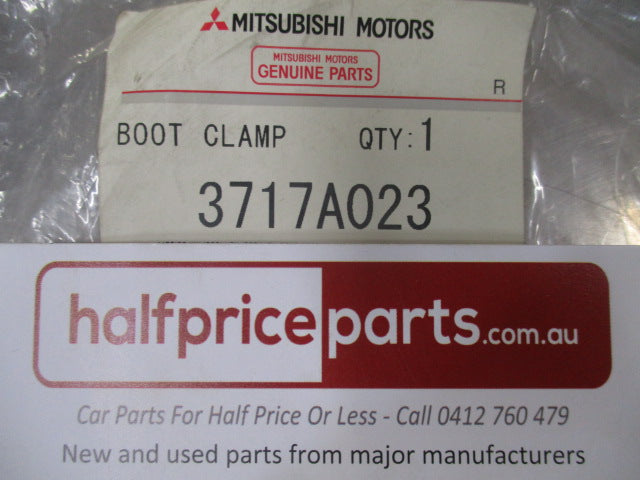 MITSUBISHI MOTORS
MITSUBISHI MOTORS
GENUINE PARTS
R
BOOT CLAMP QTY:1
3717A023
halfpriceparts.com.au
Car Parts For Half Price Or Less - Call 0412 760 479
New and used parts from major manufacturers